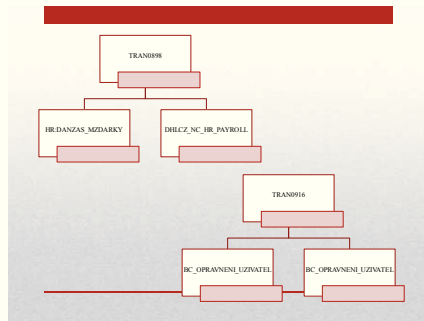 TRAN0898
HR:DANZAS_MZDARKY
DHLCZ_NC_HR_PAYROLL
TRAN0916
BC_OPRAVNENI_UZIVATEL
BC_OPRAVNENI_UZIVATEL